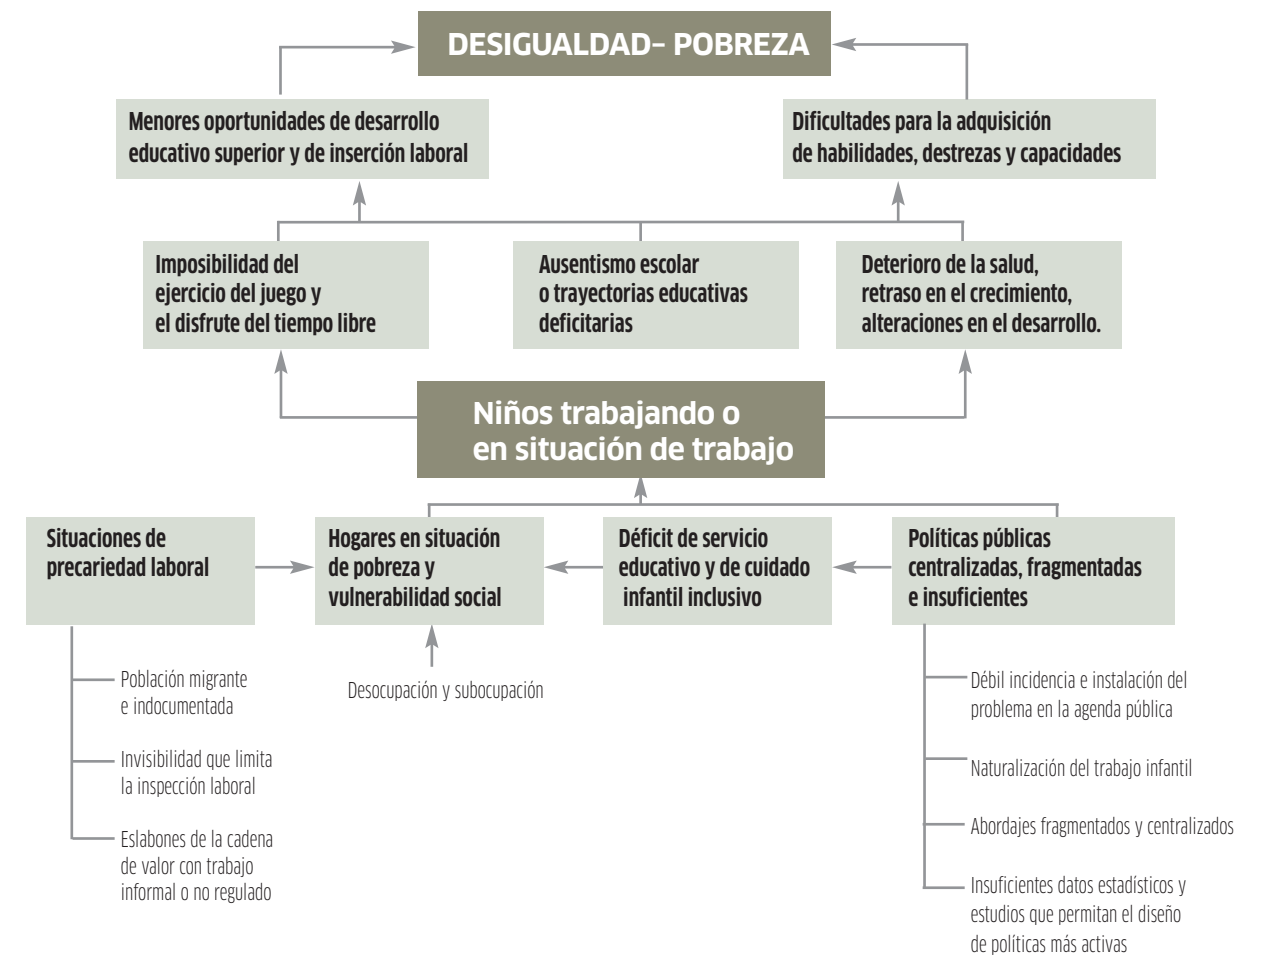 DESIGUALDAD– POBREZA
Menores oportunidades de desarrollo
educativo superior y de inserción laboral
Dificultades para la adquisición
de habilidades, destrezas y capacidades
Imposibilidad del
ejercicio del juego y
el disfrute del tiempo libre
Ausentismo escolar
o trayectorias educativas
deficitarias
Deterioro de la salud,
retraso en el crecimiento,
alteraciones en el desarrollo.
Niños trabajando o
en situación de trabajo
Situaciones de
precariedad laboral
Hogares en situación
de pobreza y
vulnerabilidad social
Déficit de servicio
educativo y de cuidado
infantil inclusivo
Políticas públicas
centralizadas, fragmentadas
e insuficientes
Población migrante
e indocumentada
Invisibilidad que limita
la inspección laboral
Eslabones de la cadena
de valor con trabajo
informal o no regulado
Desocupación y subocupación
Débil incidencia e instalación del
problema en la agenda pública
Naturalización del trabajo infantil
Abordajes fragmentados y centralizados
Insuficientes datos estadísticos y
estudios que permitan el diseño
de políticas más activas